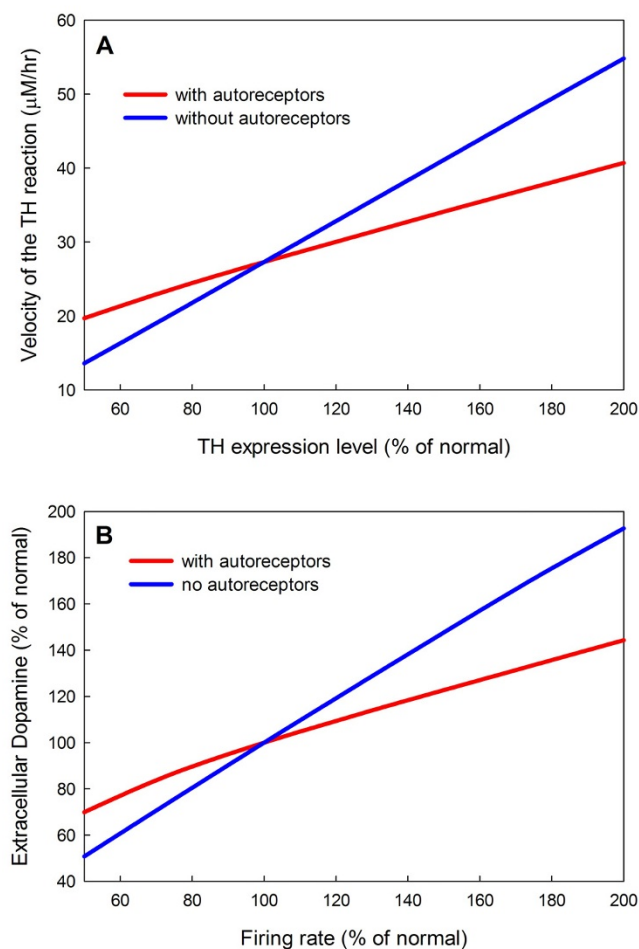 A
with autoreceptors
without autoreceptors
Velocity of the TH reaction (µM/hr)
60
50
40
30
20
10
60 80 100 120 140 160 180 200
TH expression level (% of normal)
B
with autoreceptors
no autoreceptors
Extracellular Dopamine (% of normal)
200
180
160
140
120
100
80
60
40
60 80 100 120 140 160 180 200
Firing rate (% of normal)